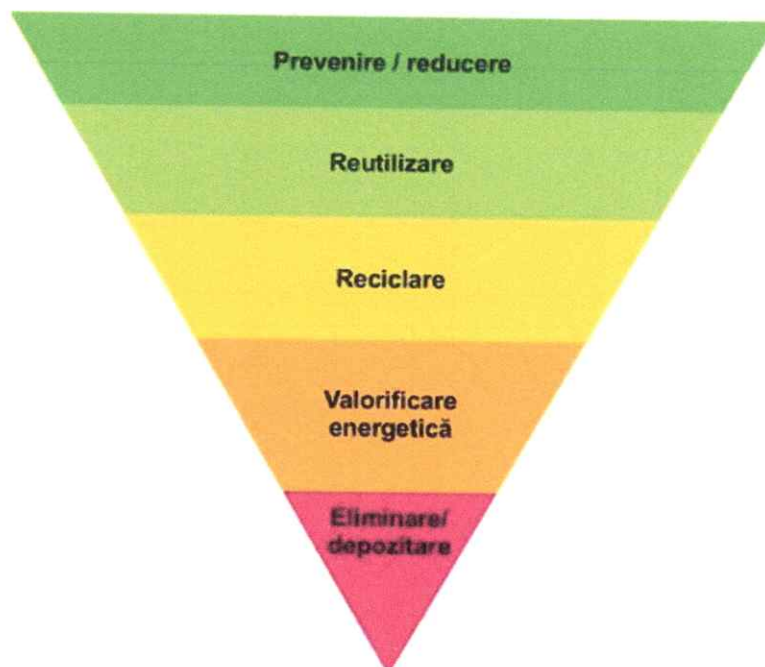 Prevenire / reducere
Reutilizare
Reciclare
Valorificare
energetică
Eliminare/
depozitare